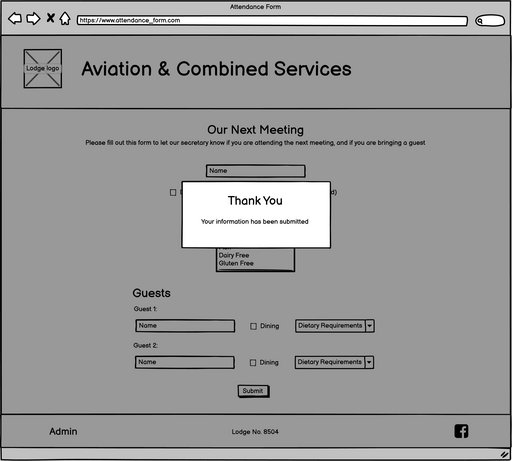 Attendance Form
https://www.attendance_form.com
Lodge logo
Aviation & Combined Services
Our Next Meeting
Please fill out this form to let our secretary know if you are attending the next meeting, and if you are bringing a guest
Name
Thank You
Your information has been submitted
Dairy Free
Gluten Free
Guests
Guest 1:
Name
Dining
Dietary Requirements
Guest 2:
Name
Dining
Dietary Requirements
Submit
Admin
Lodge No. 8504